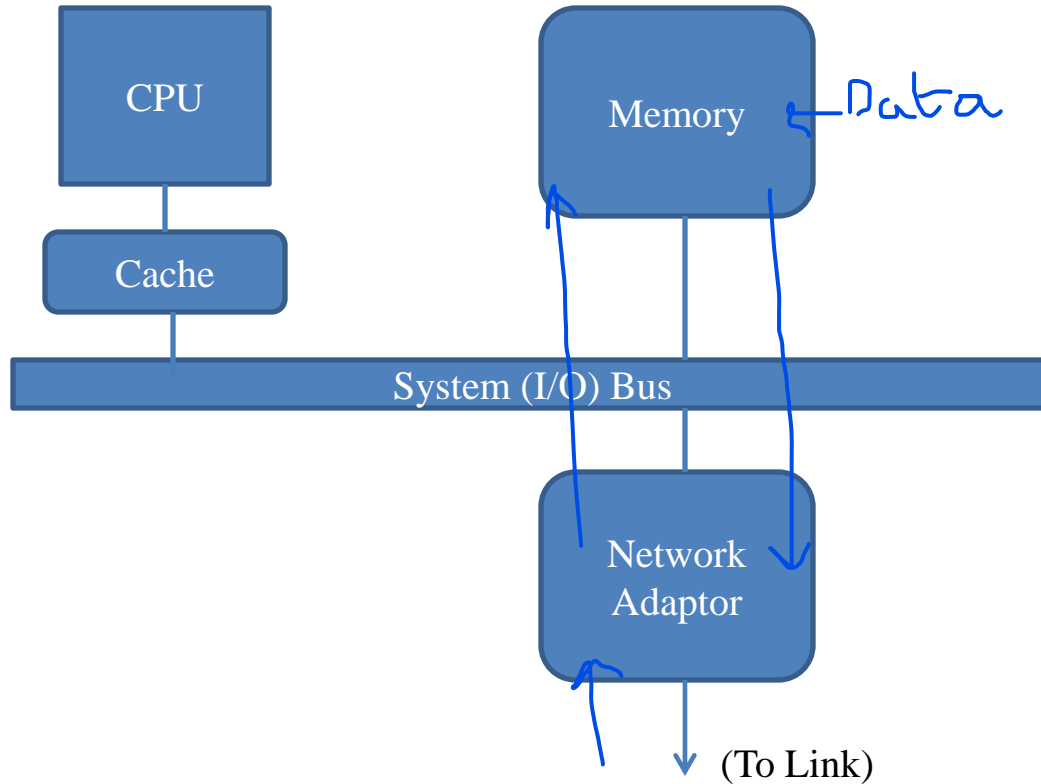 CPU
Memory
Data
Cache
System (I/O) Bus
Network
Adaptor
(To Link)